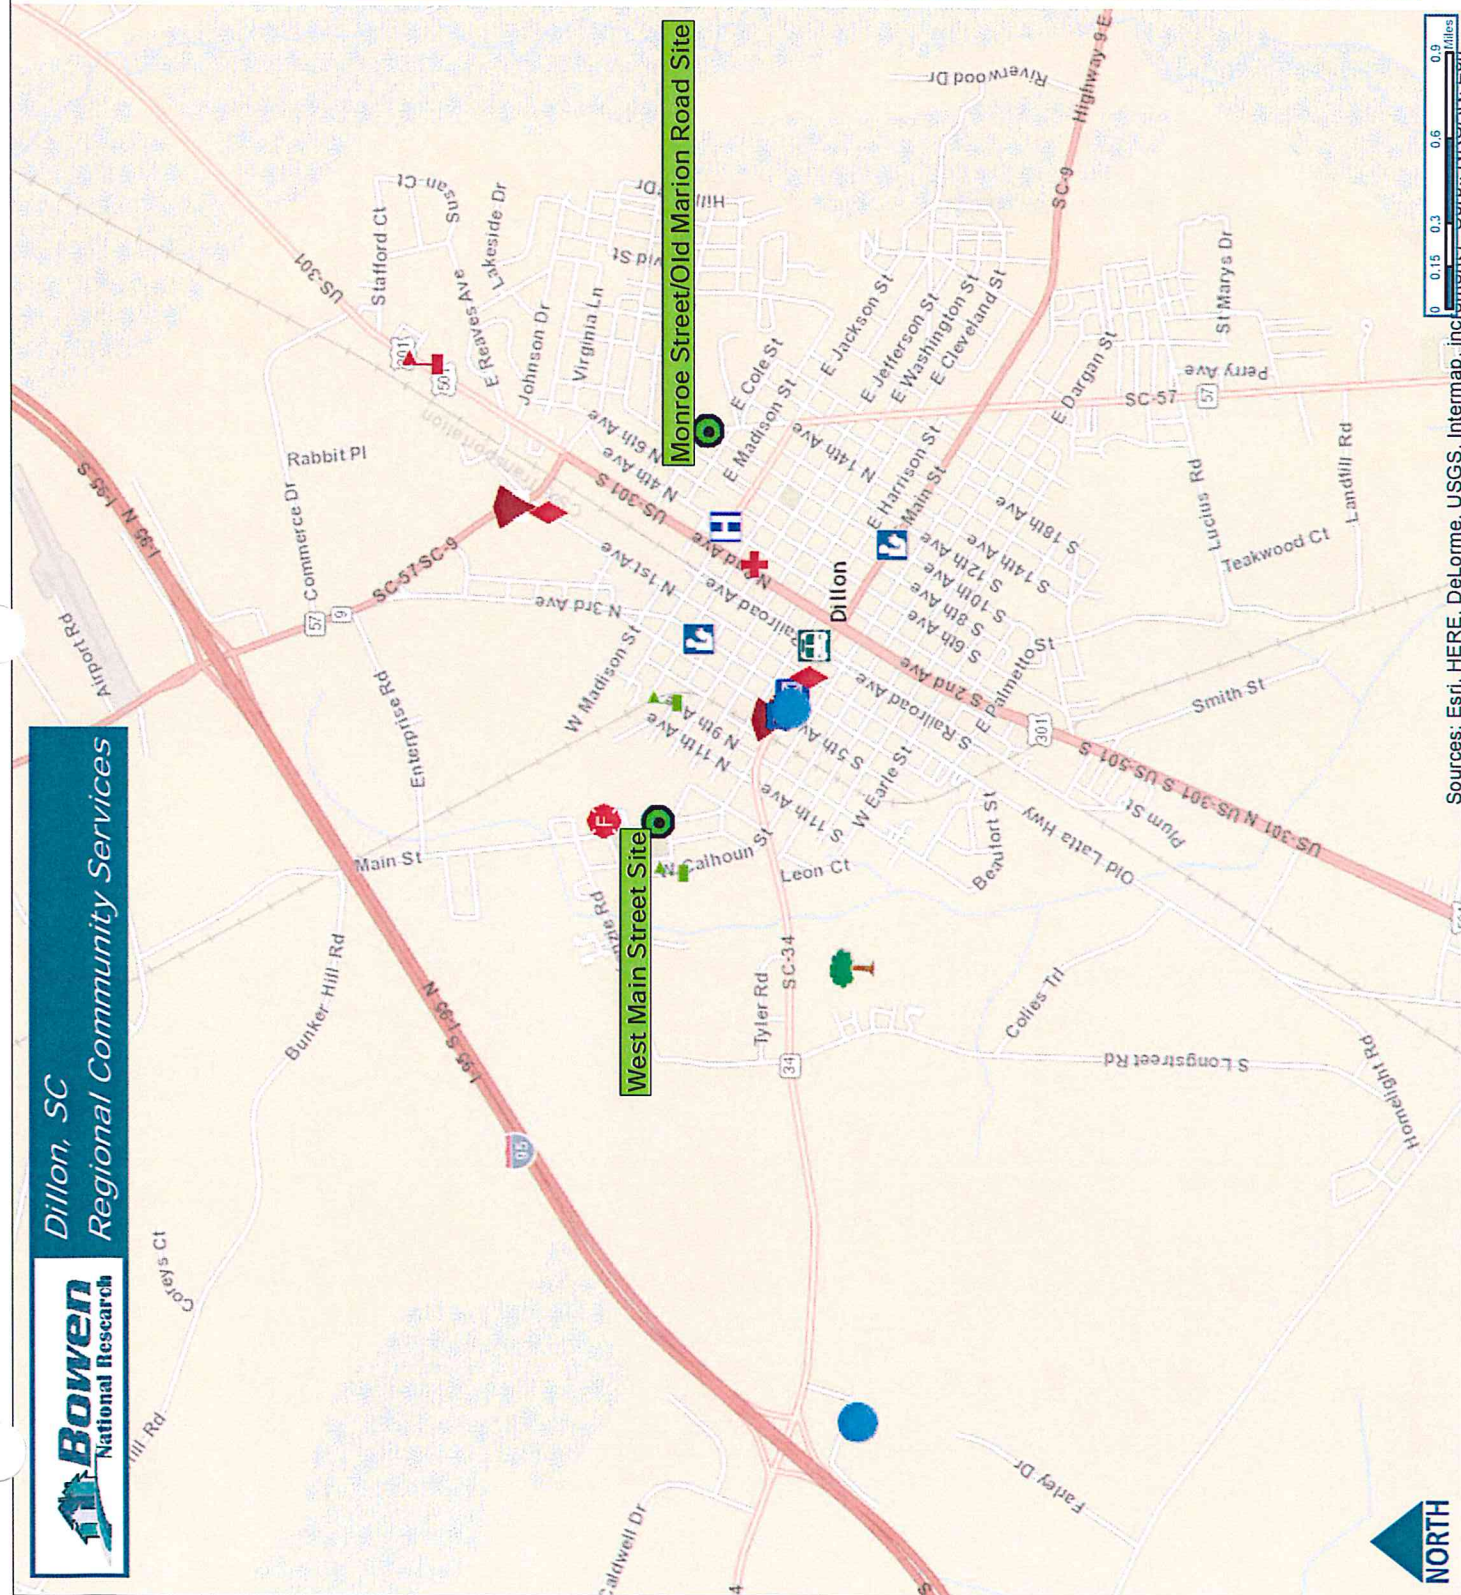 Dillon, SC
Regional Community Services
Bowen
National Research
Monroe Street/Old Marion Road Site
West Main Street Site
Dillon
NORTH
0 0.15 0.3 0.6 0.9
Miles
Sources: Esri, HERE, DeLorme, USGS, Intermap, increment
Airport Rd
I-95 N I-95 S
Commerce Dr
Rabbit Pl
SC-57 SC-9
57
9
Enterprise Rd
Main St
Bunker Hill Rd
Coreys Ct
I-95 S I-95 N
95
US-301
Stafford Ct
Susan Ct
Lakeside Dr
E Reaves Ave
Johnson Dr
Virginia Ln
N 6th Ave
N 4th Ave
US-301 S
N 1st Ave
N 3rd Ave
W Madison St
N 9th A
N 11th Ave
E Cole St
E Madison St
E Jackson St
E Jefferson St
E Washington St
E Cleveland St
N 14th Ave
E Harrison St
Main St
Riverwood Dr
SC-9
Highway 9 E
E Dargan St
St Marys Dr
Perry Ave
SC-57
57
Lucius Rd
Landfill Rd
Teakwood Ct
S 18th Ave
S 14th Ave
S 12th Ave
S 10th Ave
S 8th Ave
S 6th Ave
S 2nd Ave
E Palmetto St
S Railroad Ave
S 5th Ave
S 11th Ave
W Earle St
Beaufort St
N Calhoun St
Leon Ct
F
H
Smith St
301
US-301 N US-301 S US-501 S
Plum St
Old Latta Hwy
Tyler Rd
SC-34
34
Colies Trl
S Longstreet Rd
Homelight Rd
Farley Dr
Caldwell Dr